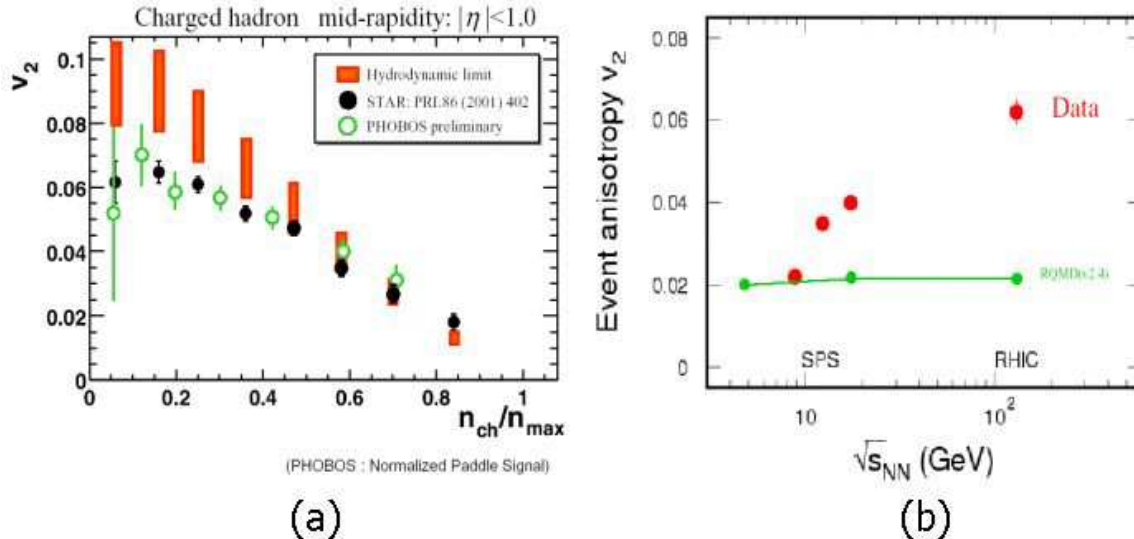 Charged hadron mid-rapidity: |η|<1.0
v2
0.1
0.08
0.06
0.04
0.02
0
Hydrodynamic limit
STAR: PRL86 (2001) 402
PHOBOS preliminary
0 0.2 0.4 0.6 0.8 1
nch/nmax
(PHOBOS : Normalized Paddle Signal)
(a)
Event anisotropy v2
0.08
0.06
0.04
0.02
0
Data
SPS RHIC
10 10²
√sNN (GeV)
(b)